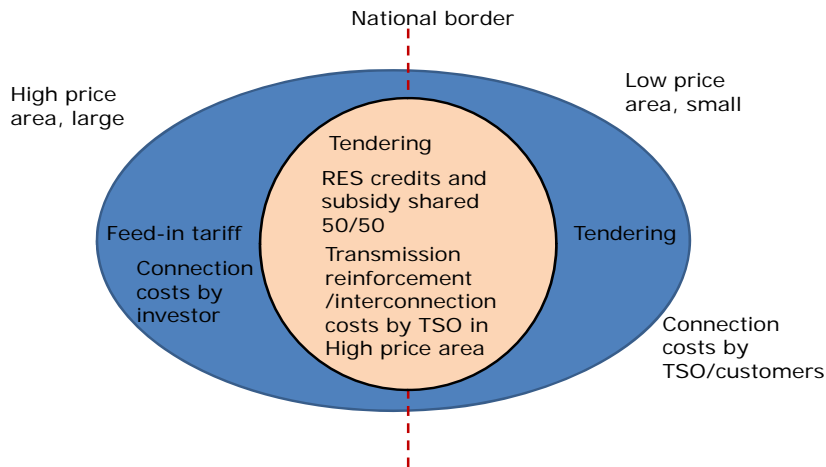 National border
High price
area, large
Low price
area, small
Tendering
RES credits and
subsidy shared
50/50
Transmission
reinforcement
/interconnection
costs by TSO in
High price area
Feed-in tariff
Connection
costs by
investor
Tendering
Connection
costs by
TSO/customers